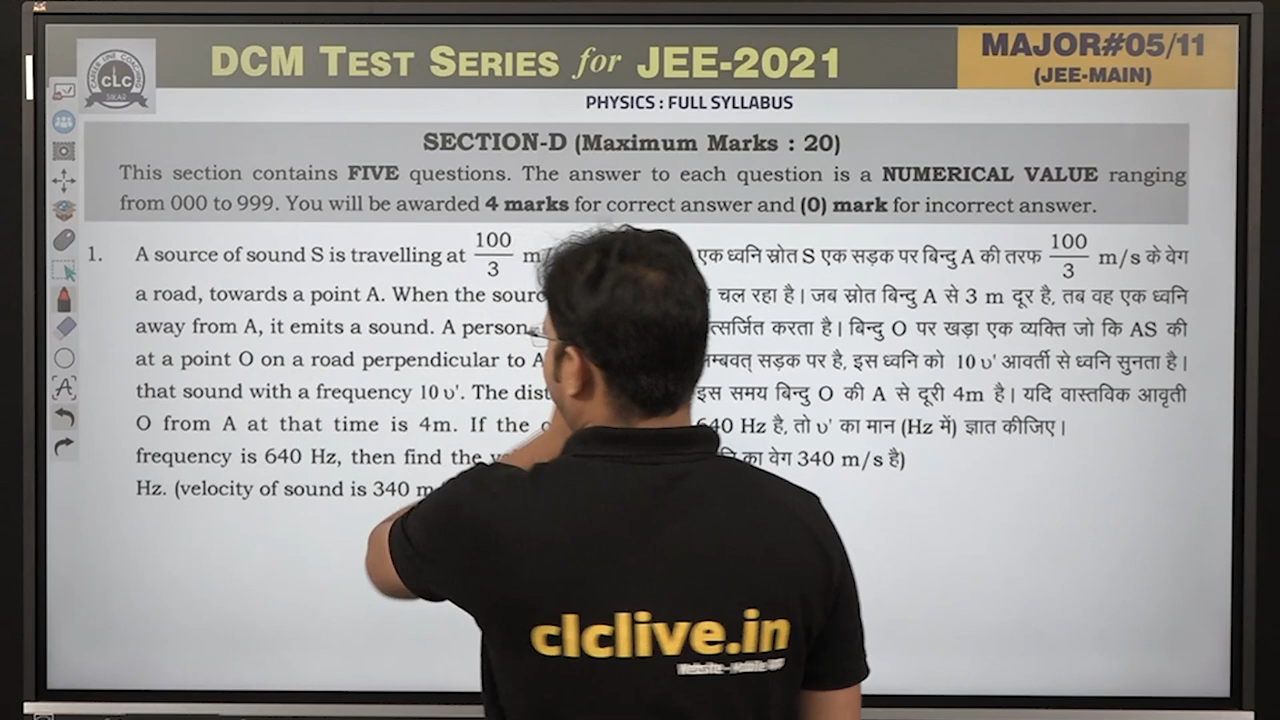 DCM TEST SERIES for JEE-2021
MAJOR#05/11
(JEE-MAIN)
CLC
SIKAR
PHYSICS : FULL SYLLABUS
SECTION-D (Maximum Marks : 20)
This section contains FIVE questions. The answer to each question is a NUMERICAL VALUE ranging
from 000 to 999. You will be awarded 4 marks for correct answer and (0) mark for incorrect answer.
1. A source of sound S is travelling at 100/3
a road, towards a point A. When the
away from A, it emits a sound. A person
at a point O on a road perpendicular to
that sound with a frequency 10 υ'. The
O from A at that time is 4m. If the
frequency is 640 Hz, then find the
Hz. (velocity of sound is 340
एक ध्वनि स्रोत S एक सड़क पर बिन्दु A की तरफ 100/3 m/s के वेग
चल रहा है। जब स्रोत बिन्दु A से 3 m दूर है, तब वह एक ध्वनि
करता है। बिन्दु O पर खड़ा एक व्यक्ति जो कि AS की
सड़क पर है, इस ध्वनि को 10 υ' आवर्ती से ध्वनि सुनता है।
इस समय बिन्दु O की A से दूरी 4m है। यदि वास्तविक आवृती
640 Hz है, तो υ' का मान (Hz में) ज्ञात कीजिए।
का वेग 340 m/s है)
clclive.in